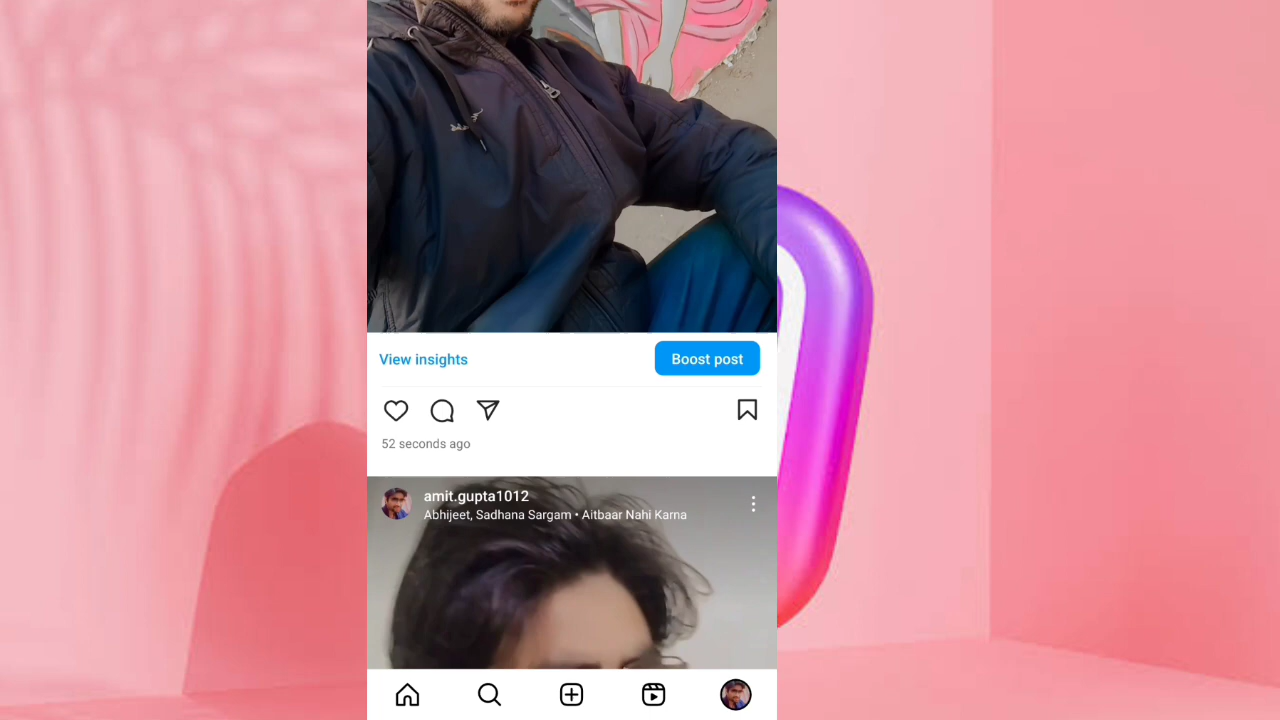 View insights
Boost post
52 seconds ago
amit.gupta1012
Abhijeet, Sadhana Sargam • Aitbaar Nahi Karna